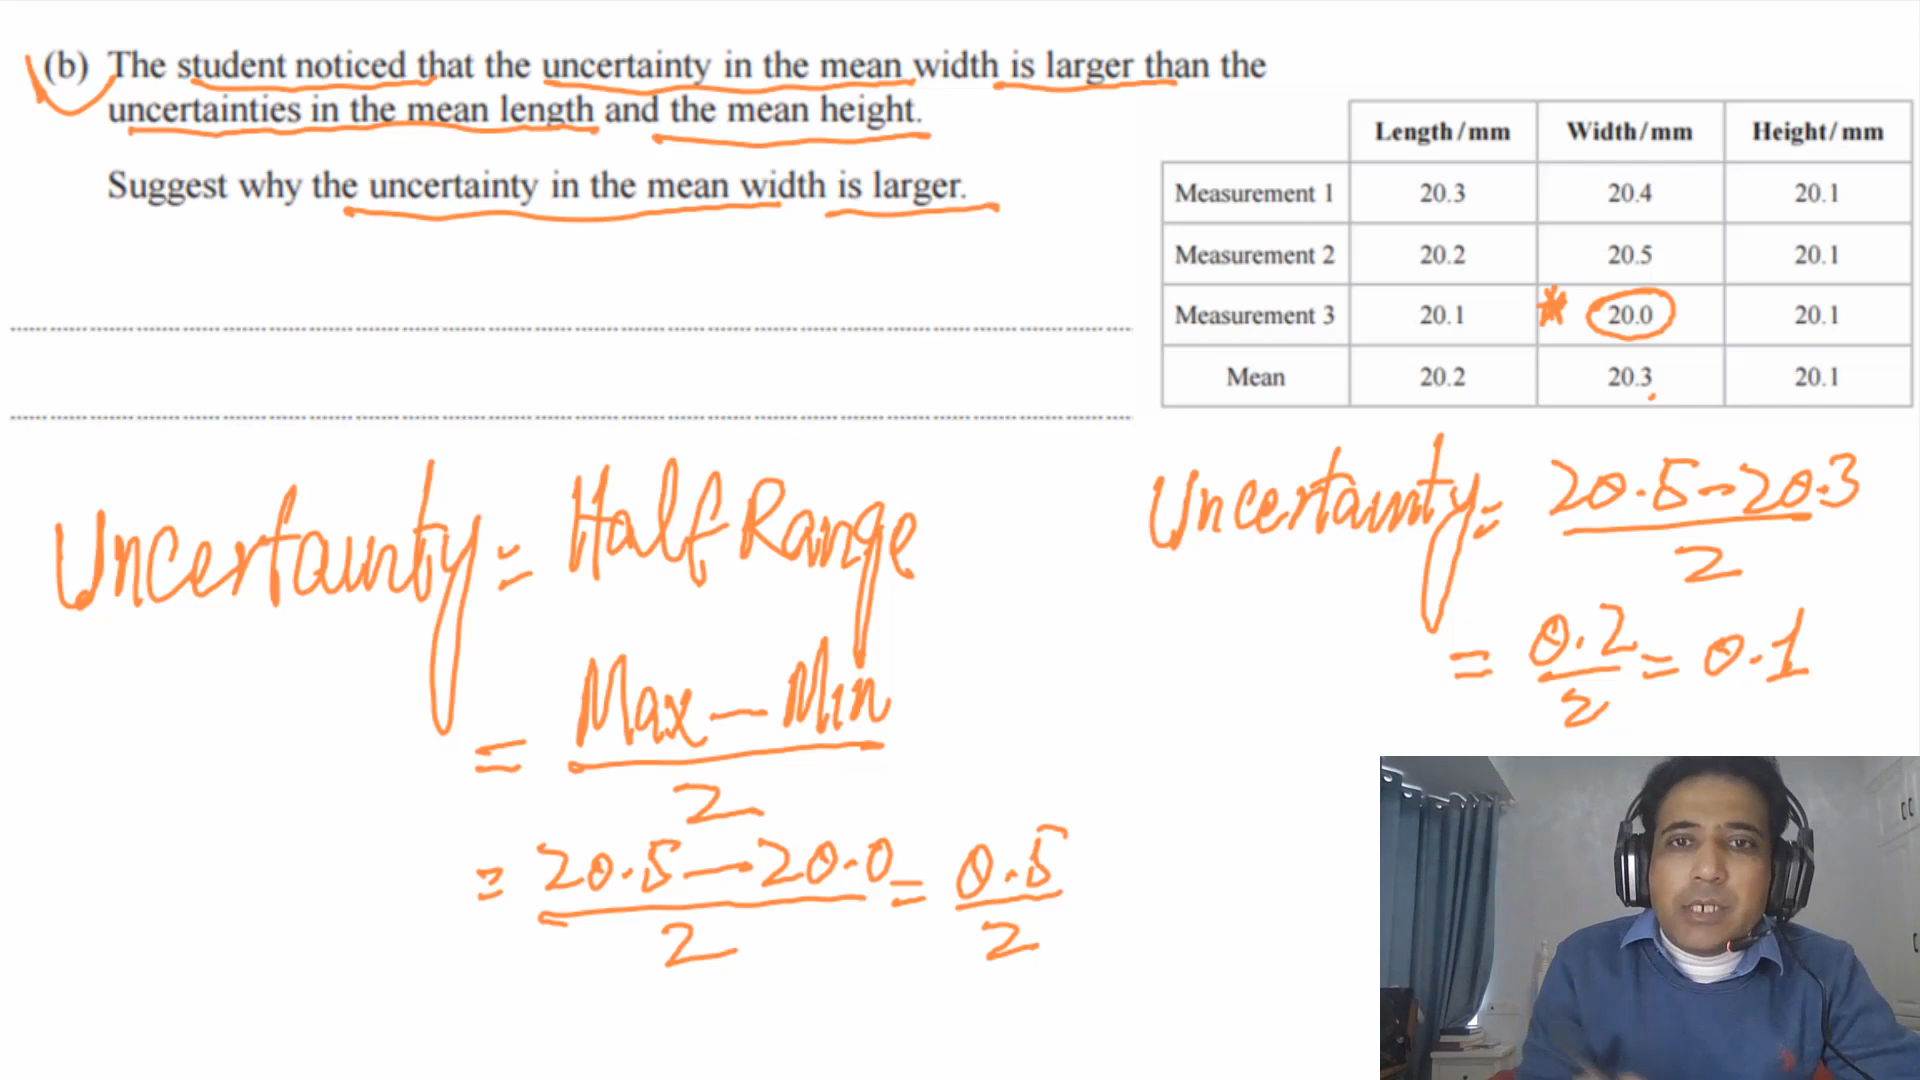 (b) The student noticed that the uncertainty in the mean width is larger than the
uncertainties in the mean length and the mean height.
Suggest why the uncertainty in the mean width is larger.
Length/mm Width/mm Height/mm
Measurement 1 20.3 20.4 20.1
Measurement 2 20.2 20.5 20.1
Measurement 3 20.1 * 20.0 20.1
Mean 20.2 20.3 20.1
Uncertainty = Half Range
= Max - Min / 2
= 20.5 - 20.0 / 2 = 0.5 / 2
Uncertainty = 20.5 - 20.3 / 2
= 0.2 / 2 = 0.1